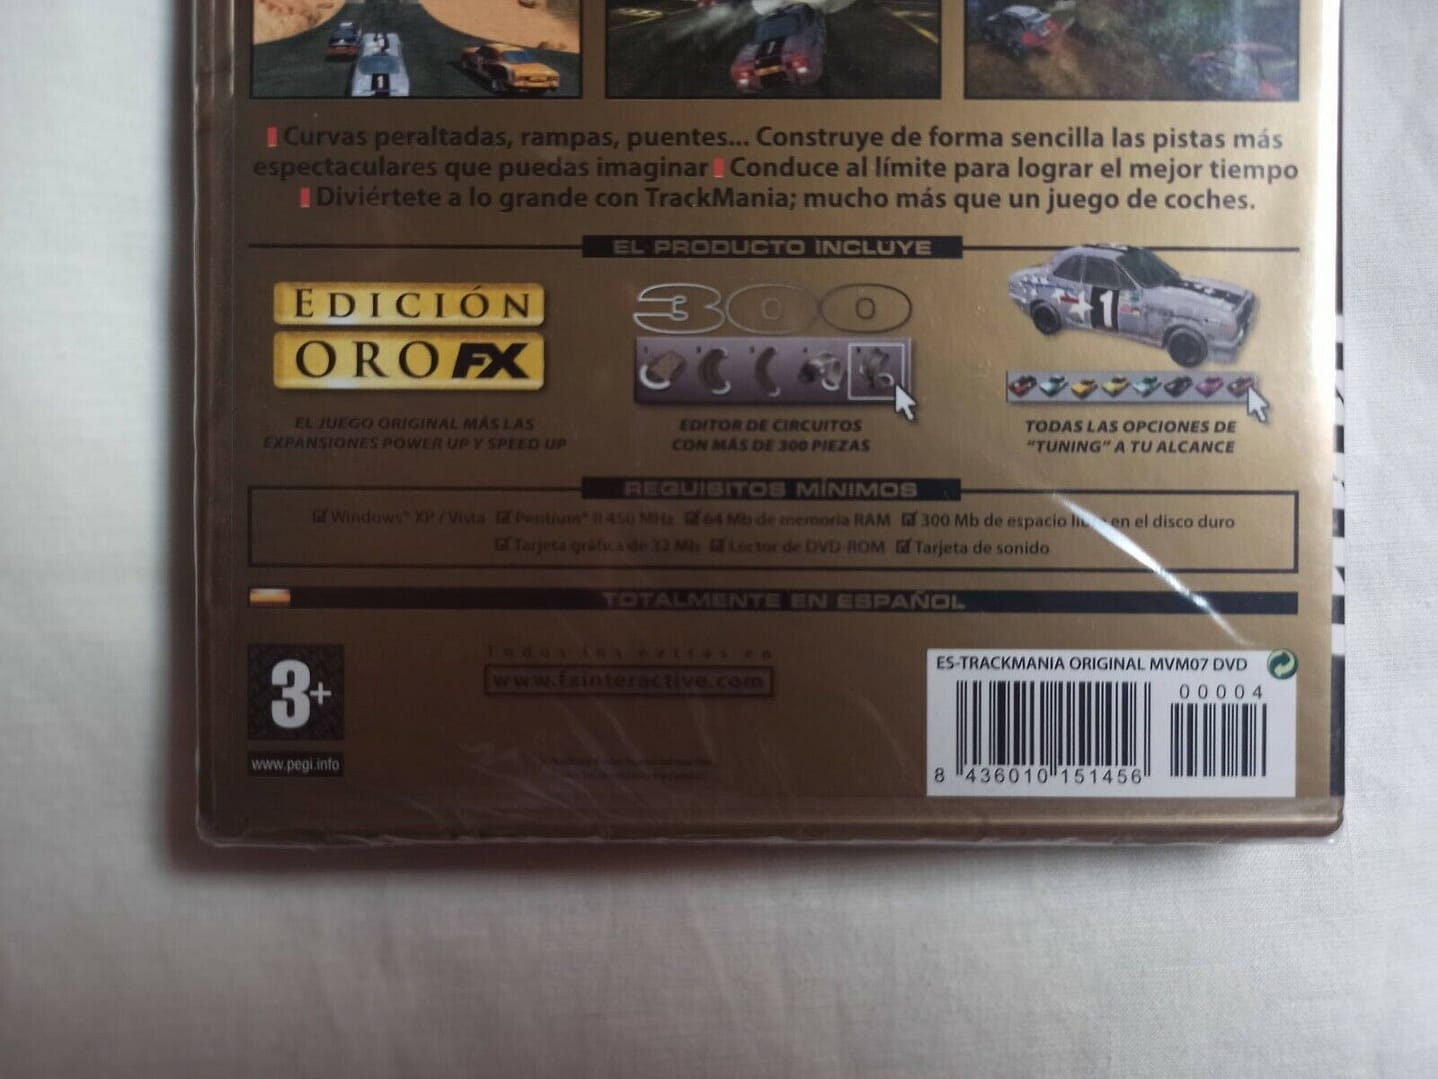 Curvas peraltadas, rampas, puentes... Construye de forma sencilla las pistas más
espectaculares que puedas imaginar Conduce al límite para lograr el mejor tiempo
Diviértete a lo grande con TrackMania; mucho más que un juego de coches.
EL PRODUCTO INCLUYE
EDICIÓN
ORO FX
EL JUEGO ORIGINAL MÁS LAS
EXPANSIONES POWER UP Y SPEED UP
300
EDITOR DE CIRCUITOS
CON MÁS DE 300 PIEZAS
1
TODAS LAS OPCIONES DE
"TUNING" A TU ALCANCE
REQUISITOS MÍNIMOS
Windows® XP / Vista Pentium® II 450 MHz 64 Mb de memoria RAM 300 Mb de espacio libre en el disco duro
Tarjeta gráfica de 32 Mb Lector de DVD-ROM Tarjeta de sonido
TOTALMENTE EN ESPAÑOL
3+
www.pegi.info
Todos los extras en
www.fxinteractive.com
ES-TRACKMANIA ORIGINAL MVM07 DVD
00004
8 436010 151456